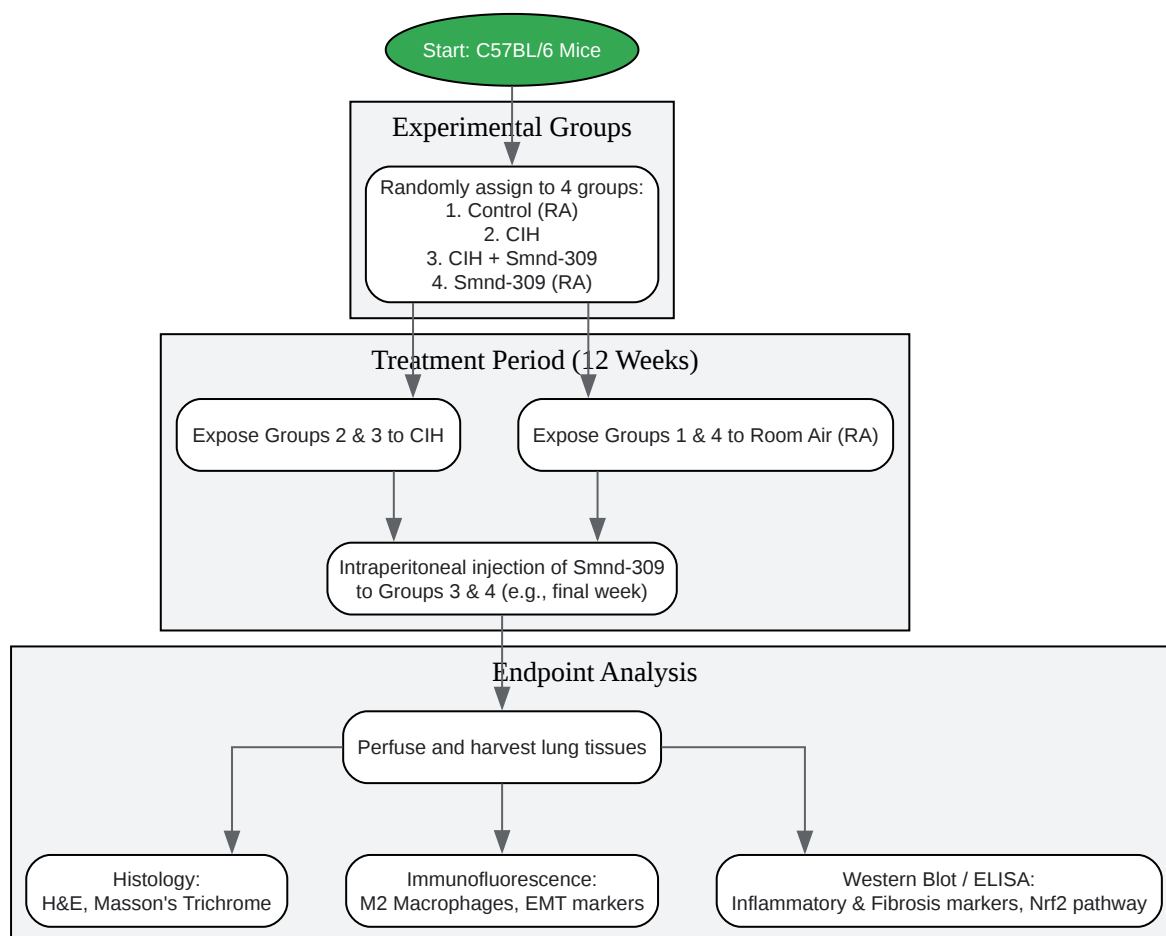 Start: C57BL/6 Mice
Experimental Groups
Randomly assign to 4 groups:
1. Control (RA)
2. CIH
3. CIH + Smnd-309
4. Smnd-309 (RA)
Treatment Period (12 Weeks)
Expose Groups 2 & 3 to CIH
Expose Groups 1 & 4 to Room Air (RA)
Intraperitoneal injection of Smnd-309
to Groups 3 & 4 (e.g., final week)
Endpoint Analysis
Perfuse and harvest lung tissues
Histology:
H&E, Masson's Trichrome
Immunofluorescence:
M2 Macrophages, EMT markers
Western Blot / ELISA:
Inflammatory & Fibrosis markers, Nrf2 pathway